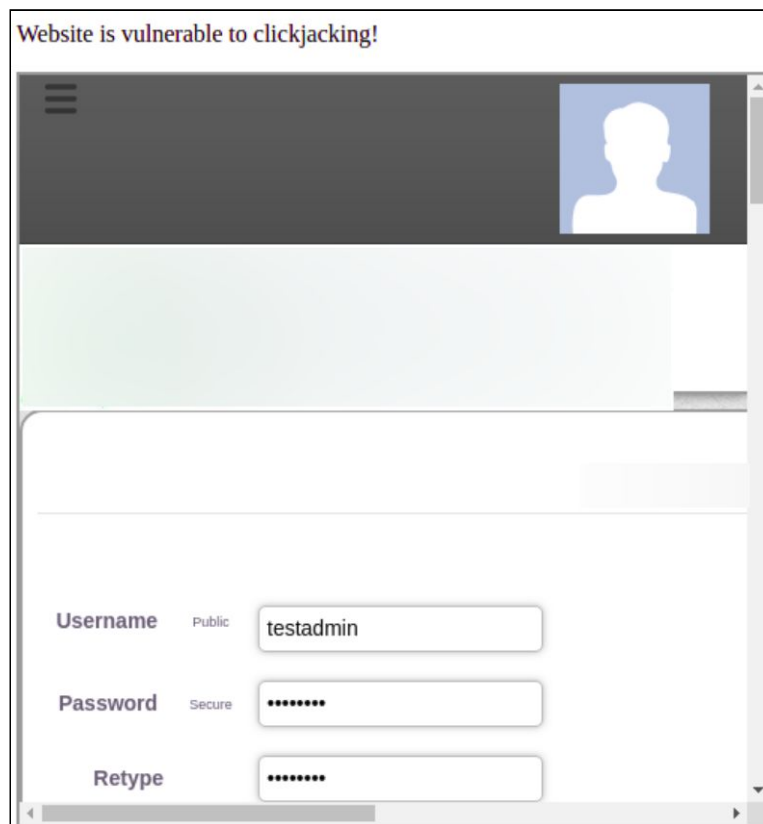 Website is vulnerable to clickjacking!
Username Public testadmin
Password Secure ••••••••
Retype ••••••••